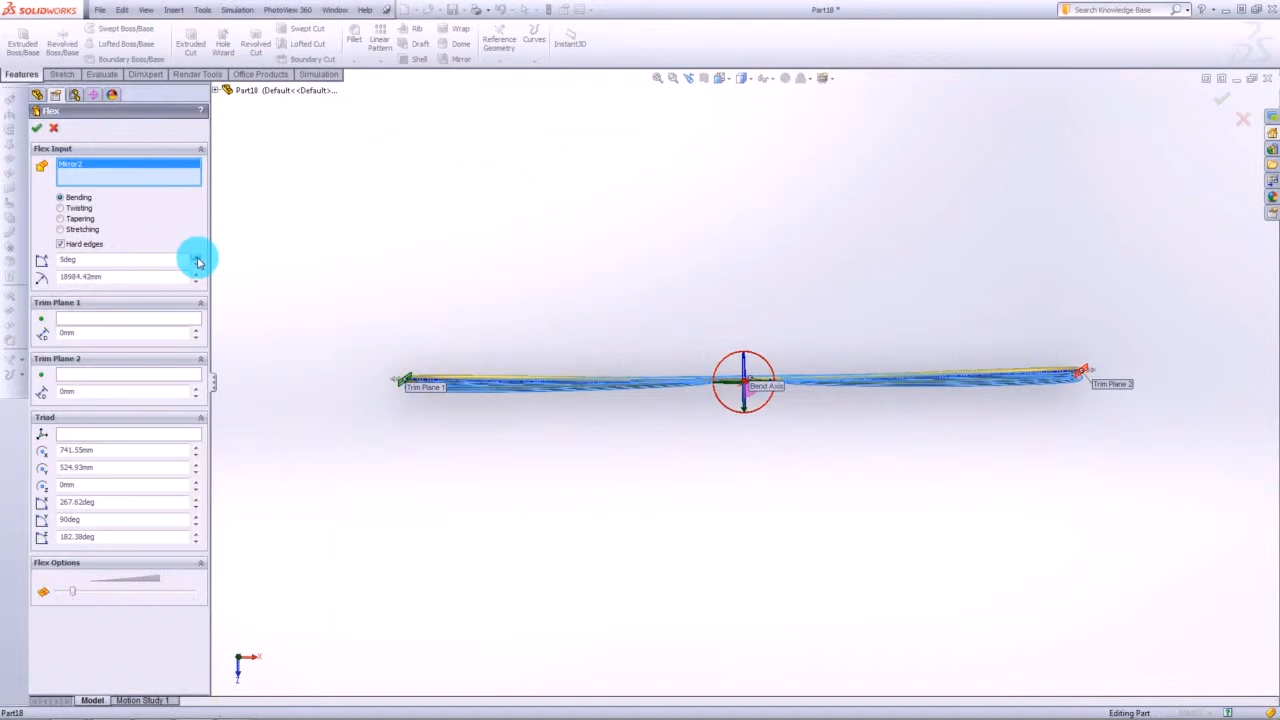 SOLIDWORKS File Edit View Insert Tools Simulation PhotoView 360 Window Help Part18 * Search Knowledge Base
Extruded Boss/Base Revolved Boss/Base Swept Boss/Base Lofted Boss/Base Boundary Boss/Base Extruded Cut Hole Wizard Revolved Cut Swept Cut Lofted Cut Boundary Cut Fillet Linear Pattern Rib Draft Shell Wrap Dome Mirror Reference Geometry Curves Instant3D
Features Sketch Evaluate DimXpert Render Tools Office Products Simulation
Part18 (Default<<Default>...
Flex ?
Flex Input
Mirror2
Bending
Twisting
Tapering
Stretching
Hard edges
5deg
18984.42mm
Trim Plane 1
0mm
Trim Plane 2
0mm
Triad
741.55mm
524.93mm
0mm
267.62deg
90deg
182.38deg
Flex Options
Trim Plane 1
Bend Axis
Trim Plane 2
X
Z
Model Motion Study 1
Part18 Editing Part